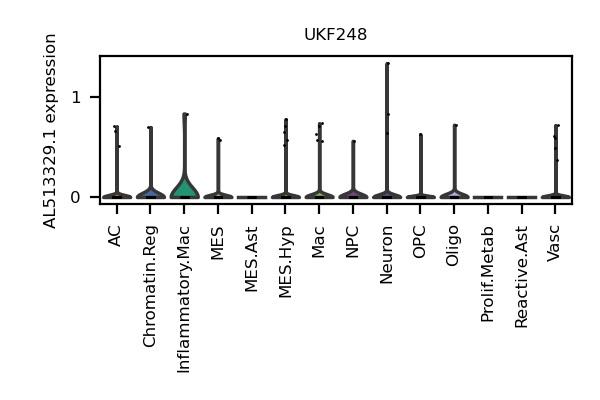 UKF248
AL513329.1 expression
1
0
AC
Chromatin.Reg
Inflammatory.Mac
MES
MES.Ast
MES.Hyp
Mac
NPC
Neuron
OPC
Oligo
Prolif.Metab
Reactive.Ast
Vasc